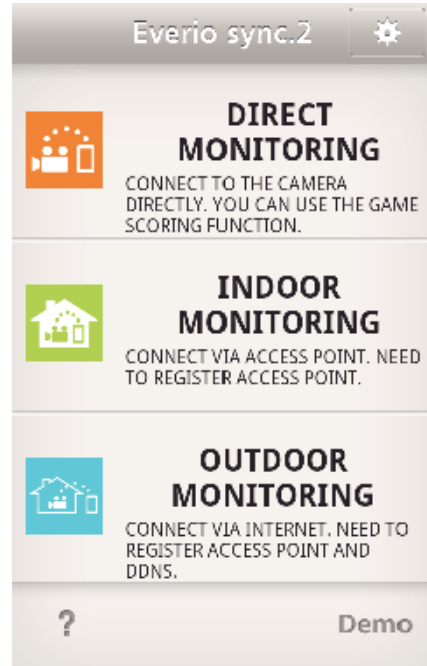 Everio sync.2
DIRECT
MONITORING
CONNECT TO THE CAMERA
DIRECTLY. YOU CAN USE THE GAME
SCORING FUNCTION.
INDOOR
MONITORING
CONNECT VIA ACCESS POINT. NEED
TO REGISTER ACCESS POINT.
OUTDOOR
MONITORING
CONNECT VIA INTERNET. NEED TO
REGISTER ACCESS POINT AND
DDNS.
? Demo